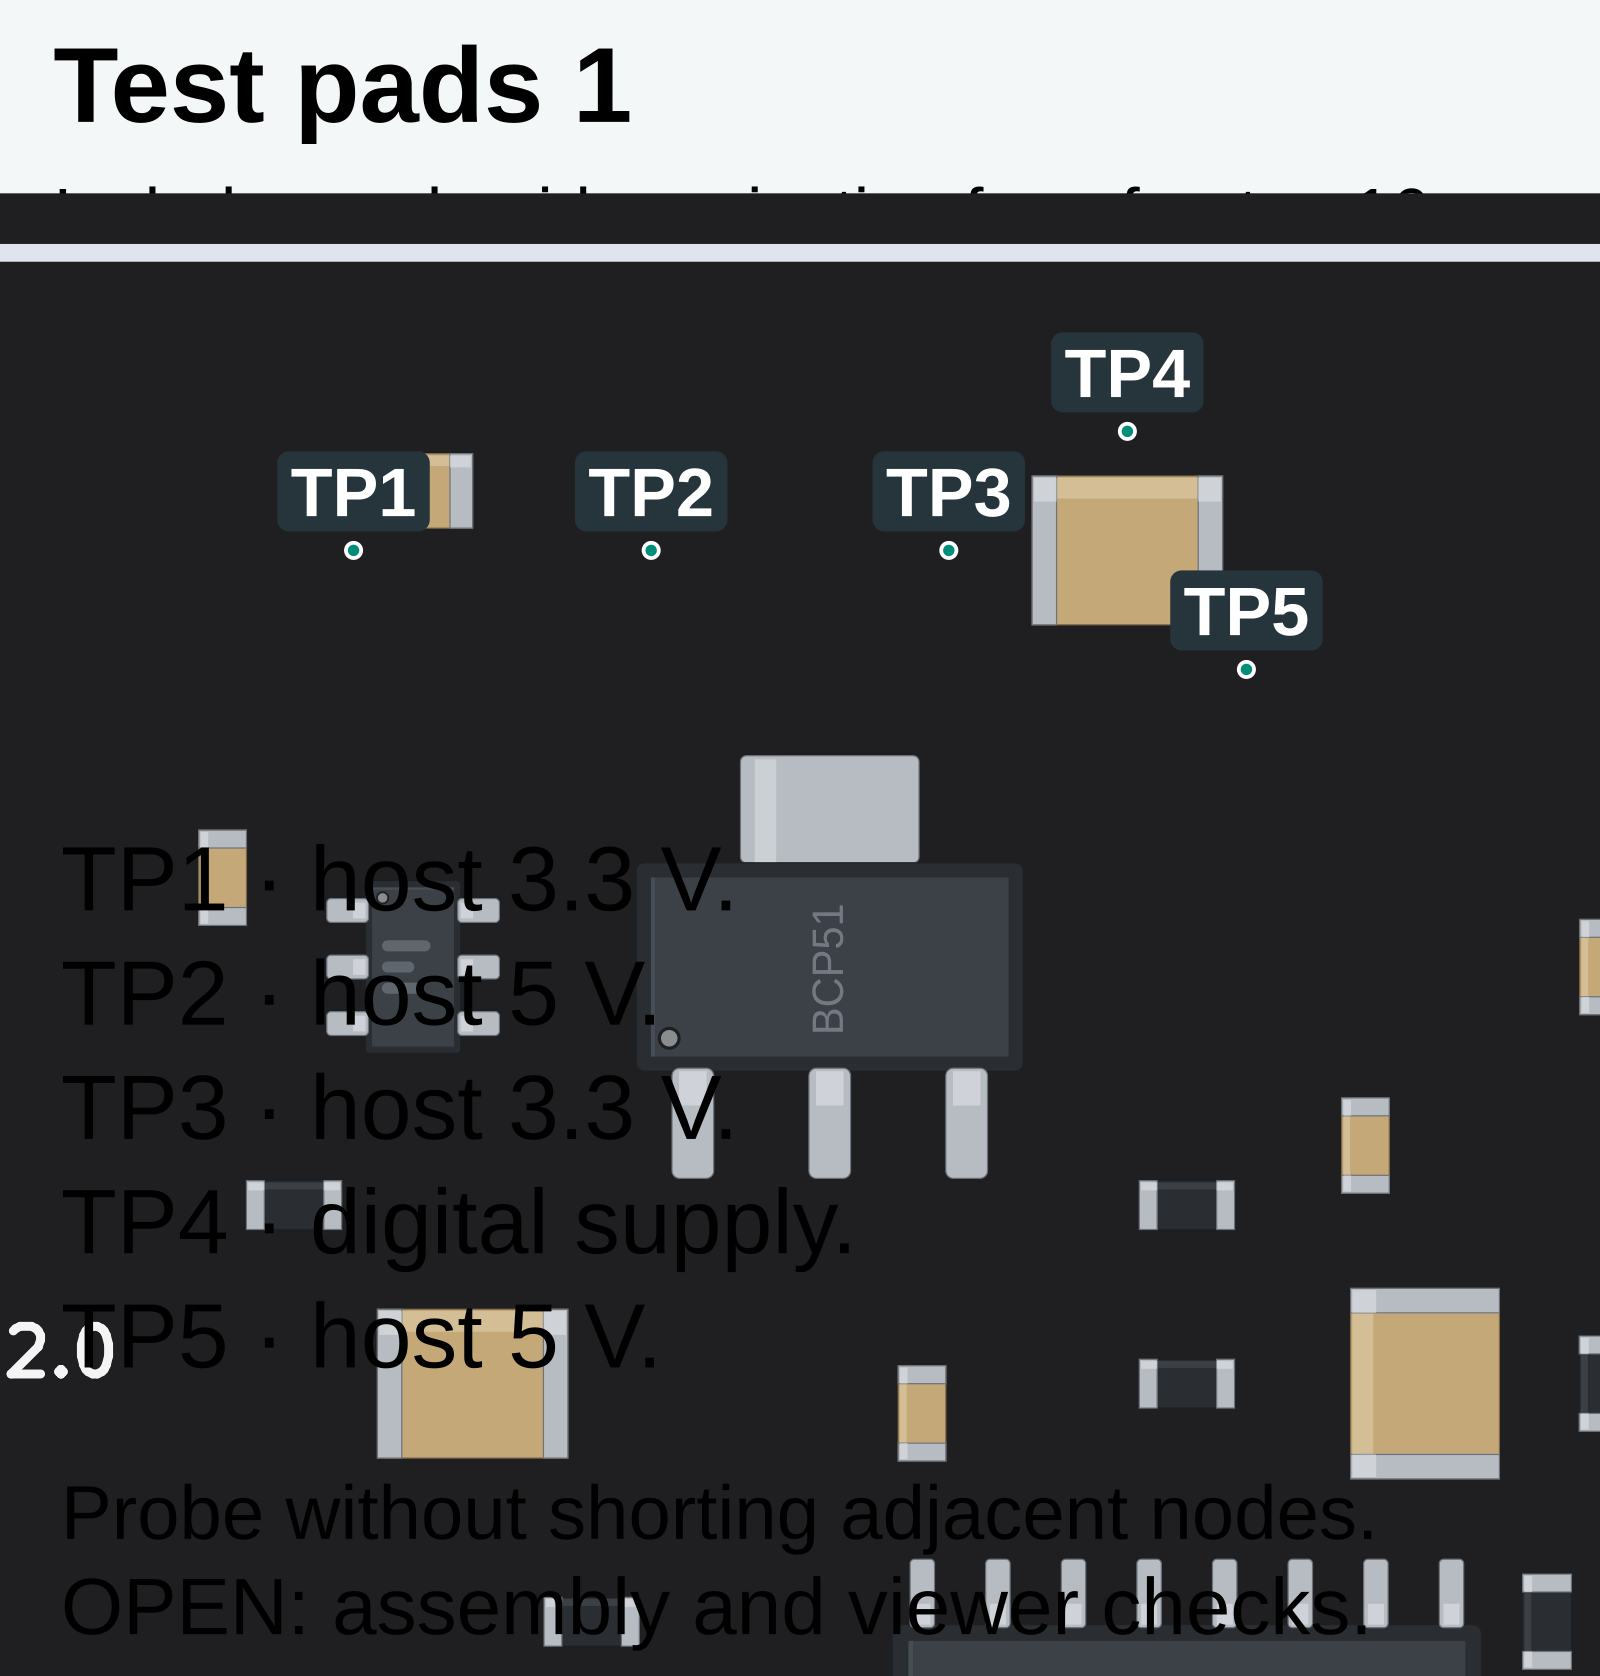 Test pads 1
TP4
TP1 TP2 TP3
TP5
TP1 · host 3.3 V.
BCP51
TP2 · host 5 V.
TP3 · host 3.3 V.
TP4 · digital supply.
TP5 · host 5 V.
2.0
Probe without shorting adjacent nodes.
OPEN: assembly and viewer checks.